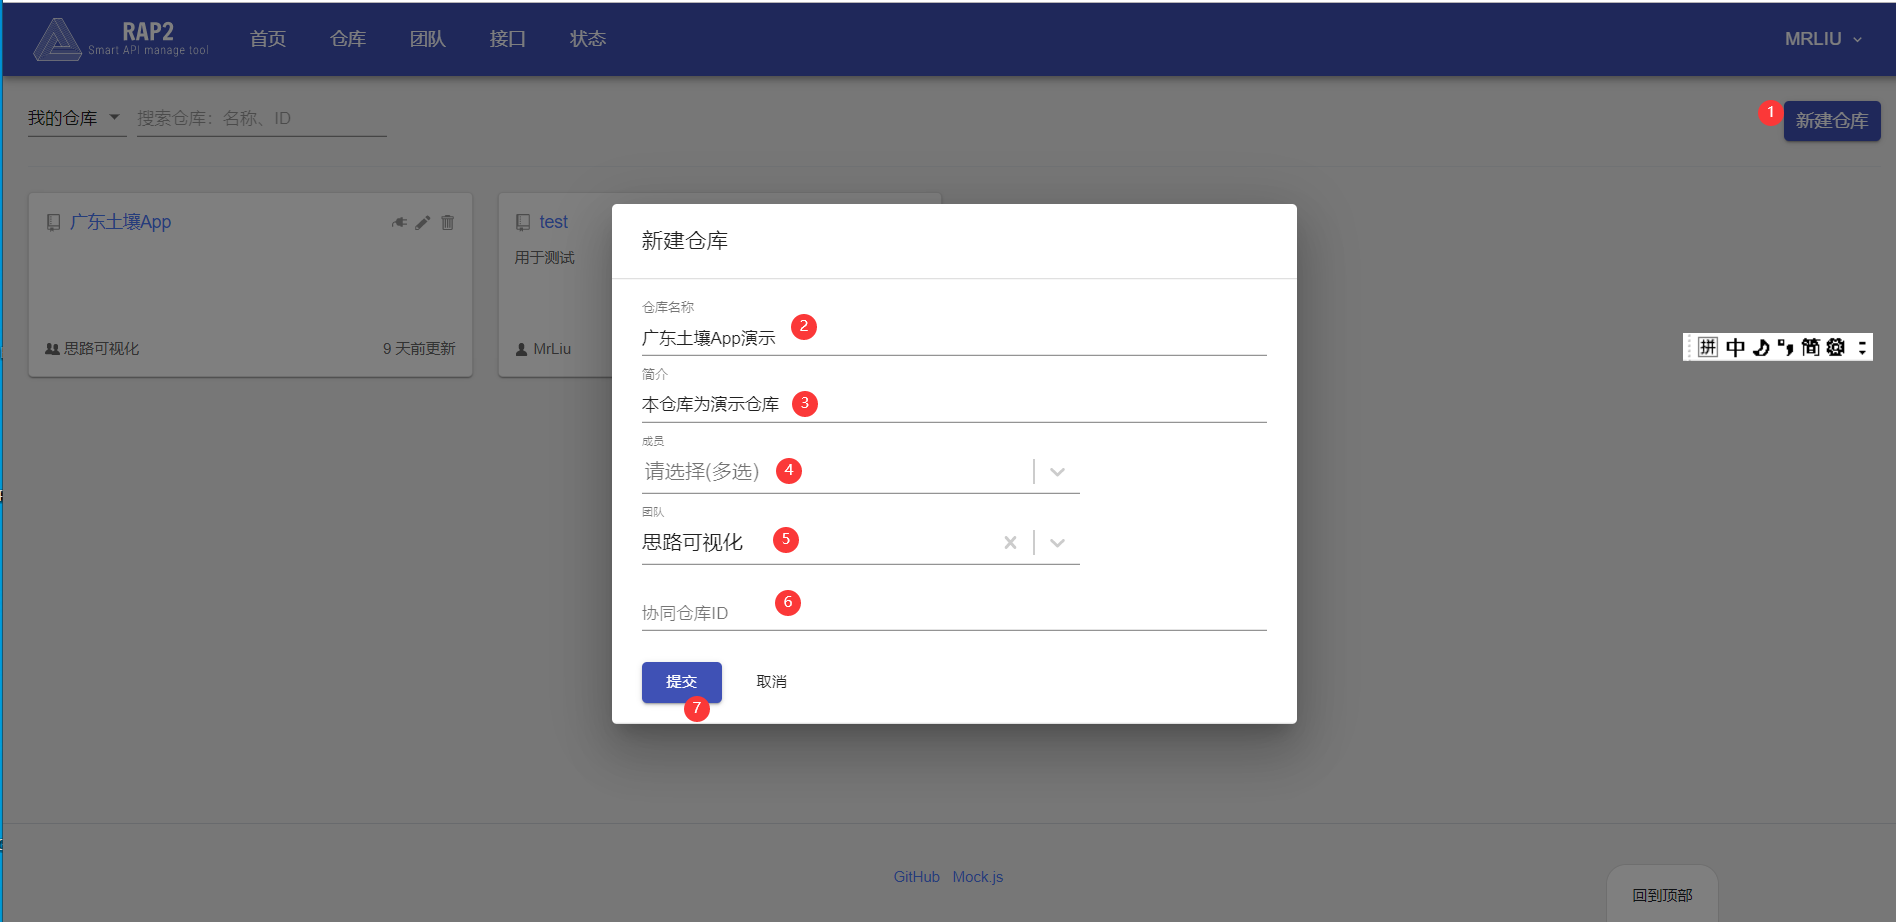 RAP2
Smart API manage tool
首页 仓库 团队 接口 状态
MRLIU
我的仓库 搜索仓库：名称、ID
1 新建仓库
广东土壤App
思路可视化 9 天前更新
test
用于测试
MrLiu
新建仓库
仓库名称
广东土壤App演示 2
简介
本仓库为演示仓库 3
成员
请选择(多选) 4
团队
思路可视化 5
协同仓库ID 6
提交 取消
7
拼 中 简
GitHub Mock.js
回到顶部